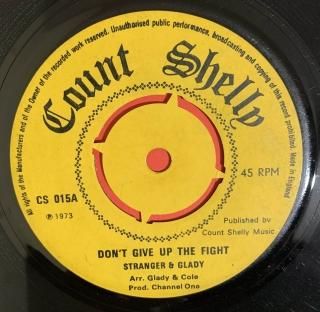 All rights of the Manufacturers and of the Owner of the recorded work reserved. Unauthorised public performance, broadcasting and copying of this record prohibited. Made in England
Count Shelly
CS 015A
℗ 1973
45 RPM
Published by
Count Shelly Music
DON'T GIVE UP THE FIGHT
STRANGER & GLADY
Arr. Glady & Cole
Prod. Channel One